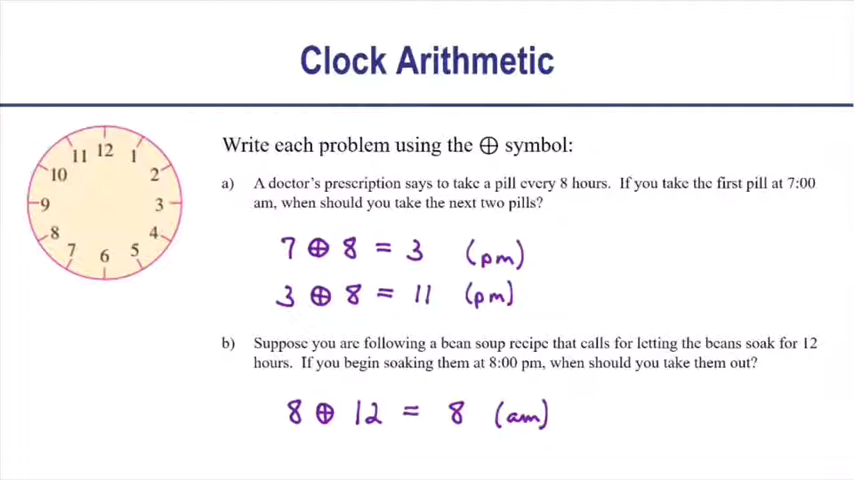 Clock Arithmetic
12
11
1
10
2
9
3
8
4
7
5
6
Write each problem using the ⊕ symbol:
a) A doctor's prescription says to take a pill every 8 hours. If you take the first pill at 7:00
am, when should you take the next two pills?
7 ⊕ 8 = 3 (pm)
3 ⊕ 8 = 11 (pm)
b) Suppose you are following a bean soup recipe that calls for letting the beans soak for 12
hours. If you begin soaking them at 8:00 pm, when should you take them out?
8 ⊕ 12 = 8 (am)